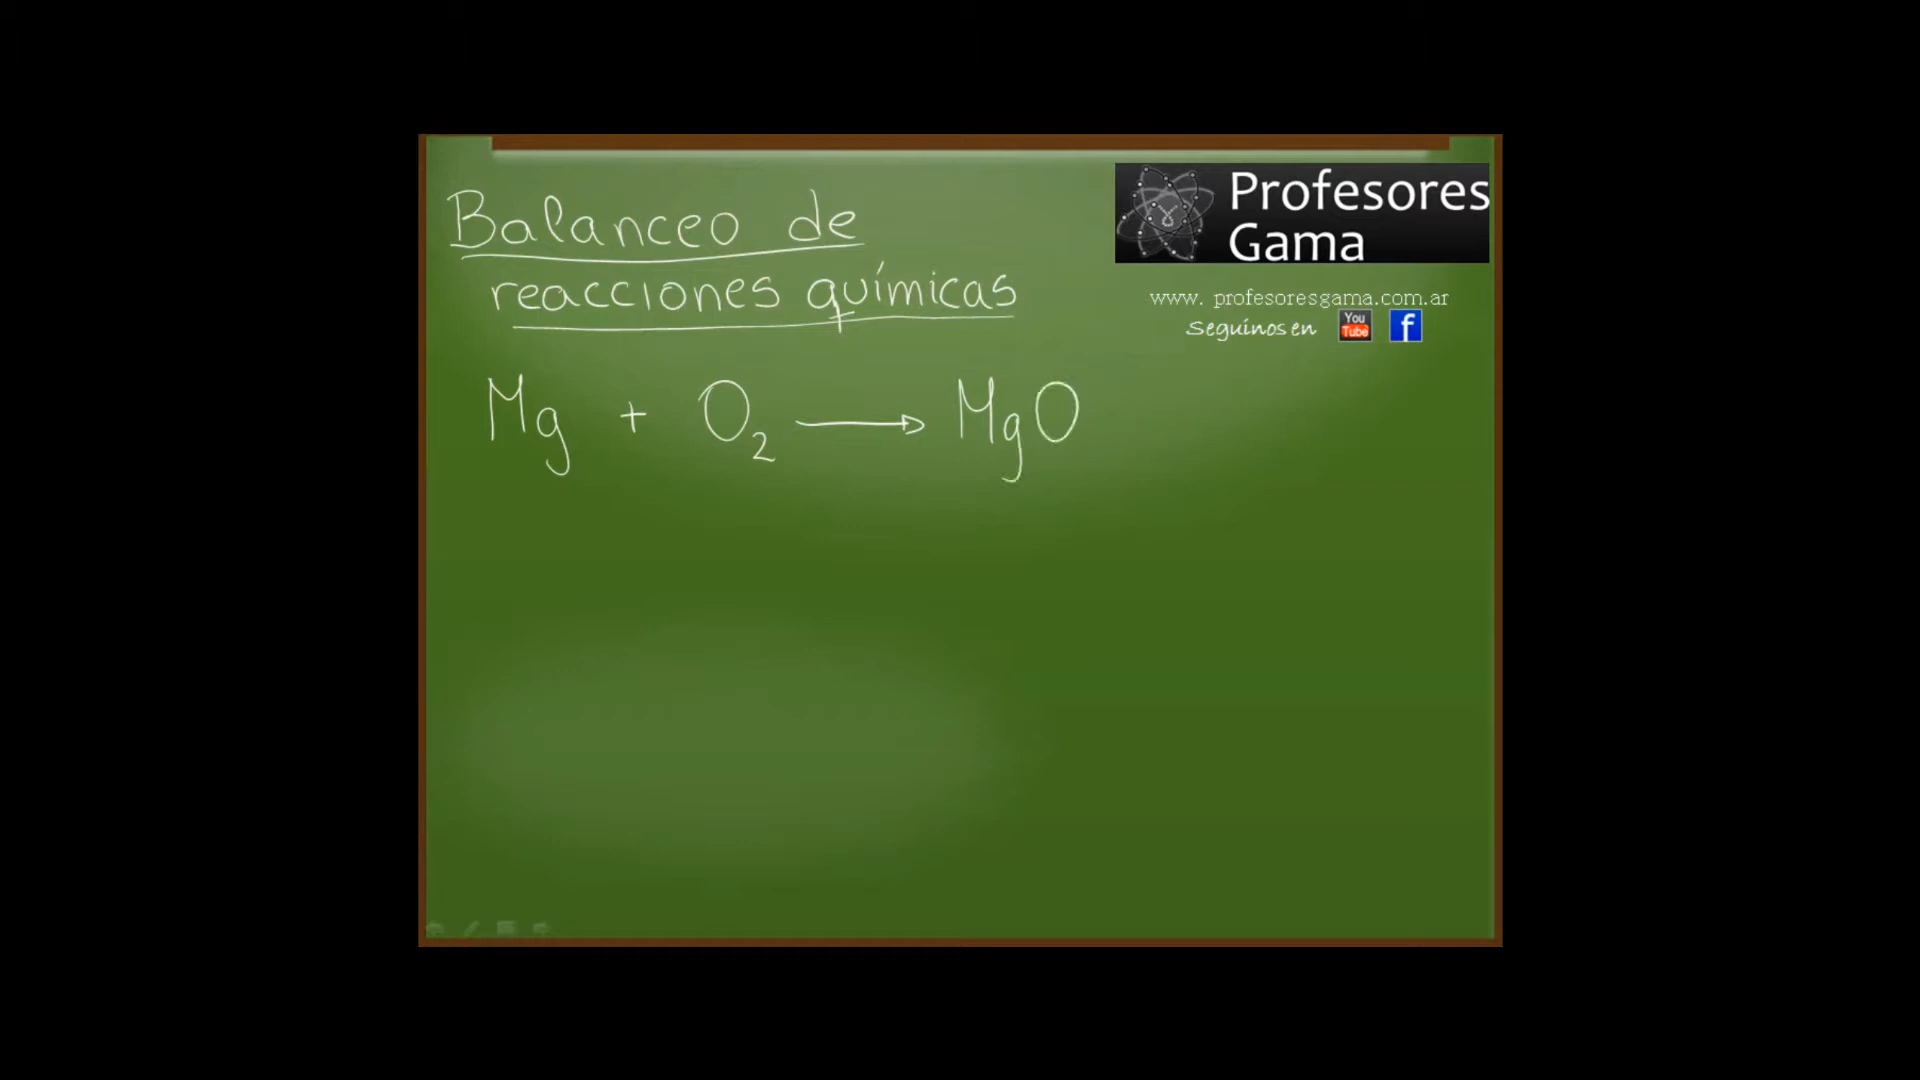 Balanceo de
reacciones químicas
Profesores
Gama
www. profesoresgama.com.ar
Seguinos en You Tube f
Mg + O₂ → MgO